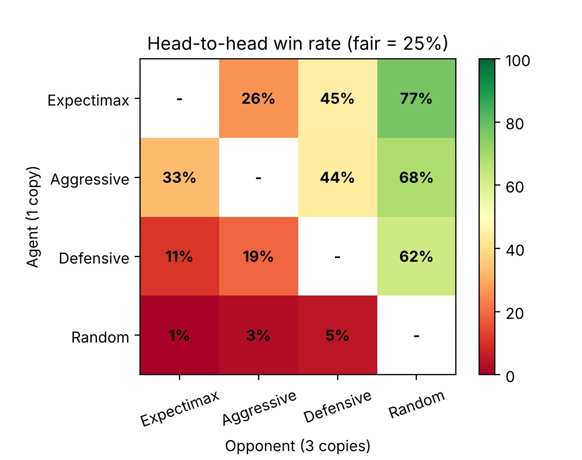 Head-to-head win rate (fair = 25%)
Agent (1 copy)
Expectimax
-
26%
45%
77%
Aggressive
33%
-
44%
68%
Defensive
11%
19%
-
62%
Random
1%
3%
5%
-
Expectimax
Aggressive
Defensive
Random
Opponent (3 copies)
100
80
60
40
20
0